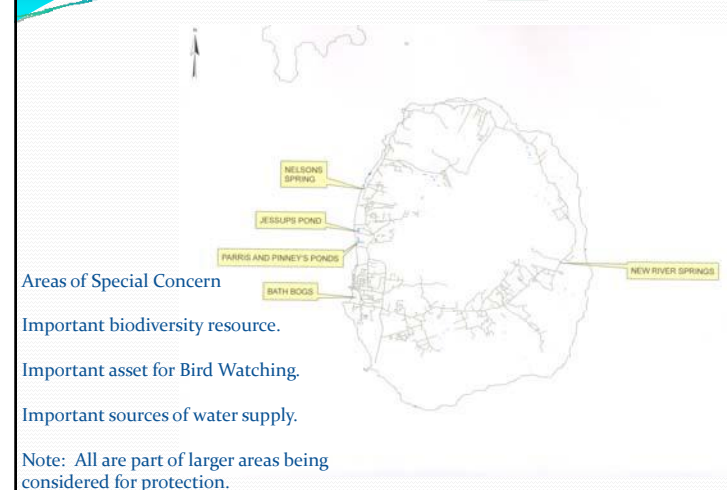 NELSONS
SPRING
JESSUPS POND
PARRIS AND PINNEY'S PONDS
NEW RIVER SPRINGS
BATH BOGS
Areas of Special Concern
Important biodiversity resource.
Important asset for Bird Watching.
Important sources of water supply.
Note: All are part of larger areas being
considered for protection.